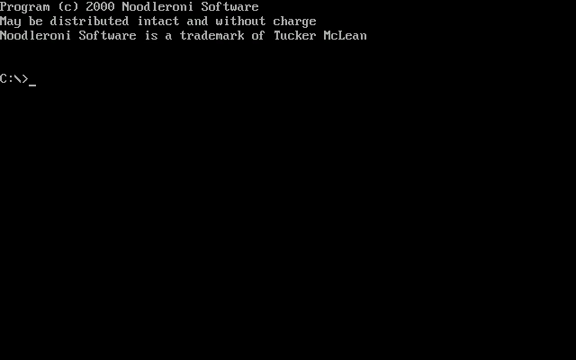 Program (c) 2000 Noodleroni Software
May be distributed intact and without charge
Noodleroni Software is a trademark of Tucker McLean
C:\>_